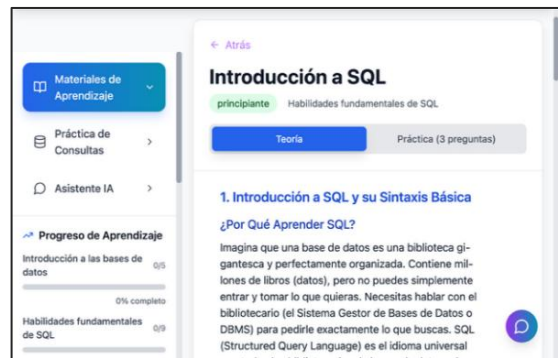 Materiales de
Aprendizaje
Práctica de
Consultas
Asistente IA
Progreso de Aprendizaje
Introducción a las bases de
datos
0/5
0% completo
Habilidades fundamentales
de SQL
0/9
← Atrás
Introducción a SQL
principiante
Habilidades fundamentales de SQL
Teoría
Práctica (3 preguntas)
1. Introducción a SQL y su Sintaxis Básica
¿Por Qué Aprender SQL?
Imagina que una base de datos es una biblioteca gi-
gantesca y perfectamente organizada. Contiene mil-
lones de libros (datos), pero no puedes simplemente
entrar y tomar lo que quieras. Necesitas hablar con el
bibliotecario (el Sistema Gestor de Bases de Datos o
DBMS) para pedirle exactamente lo que buscas. SQL
(Structured Query Language) es el idioma universal